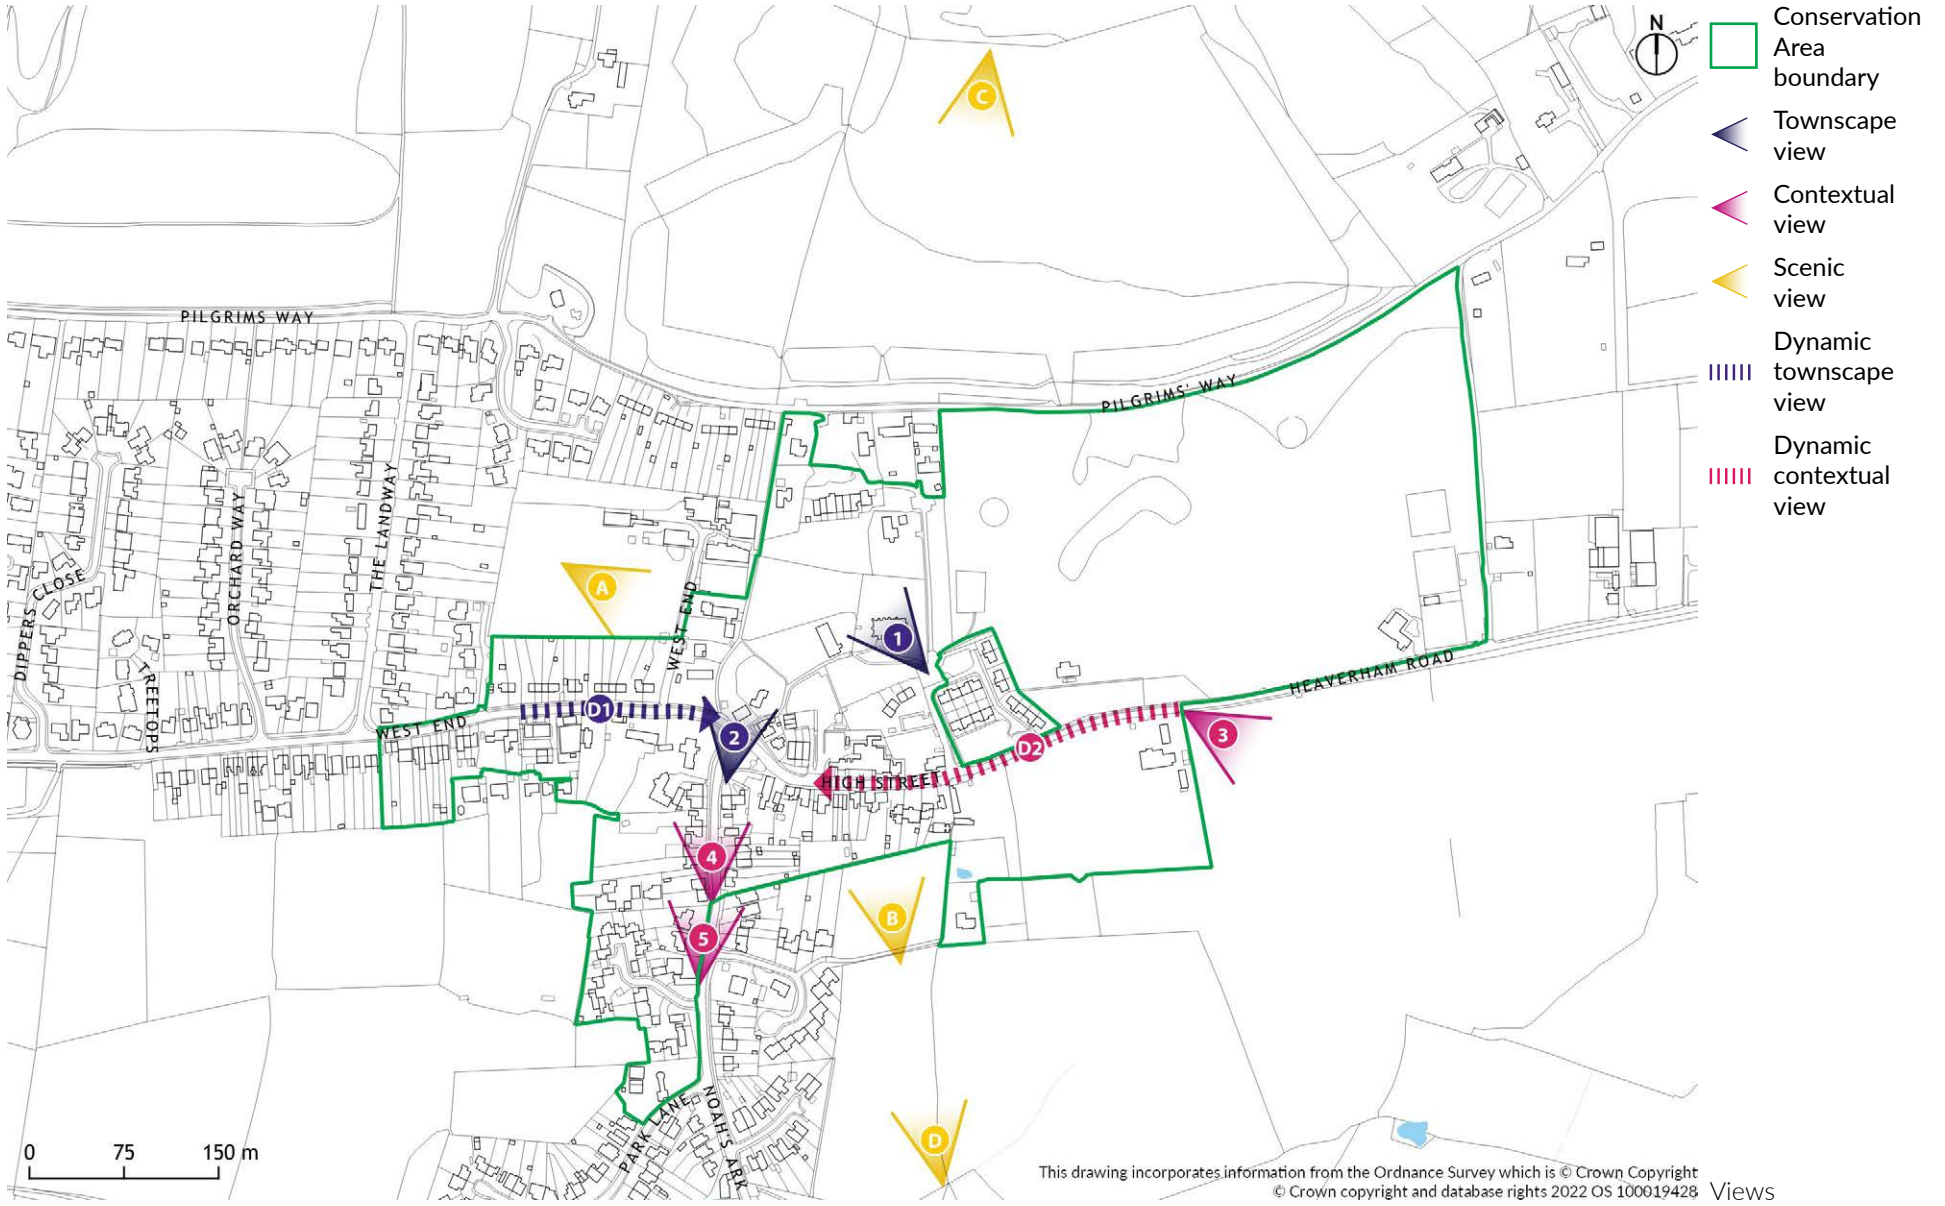 N
Conservation
Area
boundary
Townscape
view
Contextual
view
Scenic
view
Dynamic
townscape
view
Dynamic
contextual
view
C
PILGRIMS WAY
PILGRIMS' WAY
THE LANDWAY
ORCHARD WAY
DIPPERS CLOSE
TREETOPS
WEST END
A
1
WEST END
D1
2
D2
3
HIGH STREET
HEAVERHAM ROAD
4
5
B
D
NOAH'S ARK
PARK LANE
0 75 150 m
This drawing incorporates information from the Ordnance Survey which is © Crown Copyright
© Crown copyright and database rights 2022 OS 100019428
Views